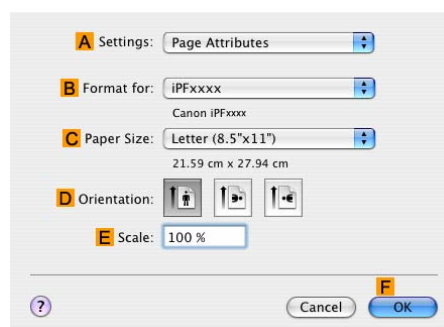 A Settings: Page Attributes
B Format for: iPFxxxx
Canon iPFxxxx
C Paper Size: Letter (8.5"x11")
21.59 cm x 27.94 cm
D Orientation:
E Scale: 100 %
F
? Cancel OK